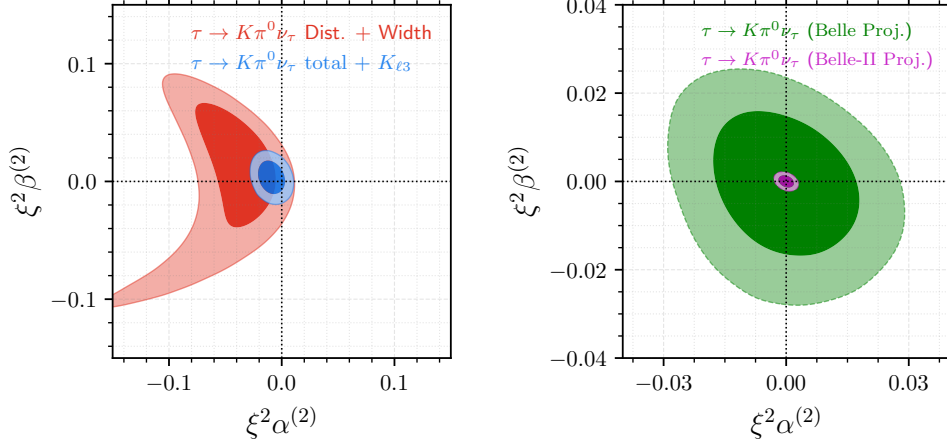 τ → Kπ⁰ν_τ Dist. + Width
τ → Kπ⁰ν_τ total + K_ℓ3
0.1
0.0
−0.1
−0.1
0.0
0.1
ξ²β⁽²⁾
ξ²α⁽²⁾
τ → Kπ⁰ν_τ (Belle Proj.)
τ → Kπ⁰ν_τ (Belle-II Proj.)
0.04
0.02
0.00
−0.02
−0.04
−0.03
0.00
0.03
ξ²β⁽²⁾
ξ²α⁽²⁾